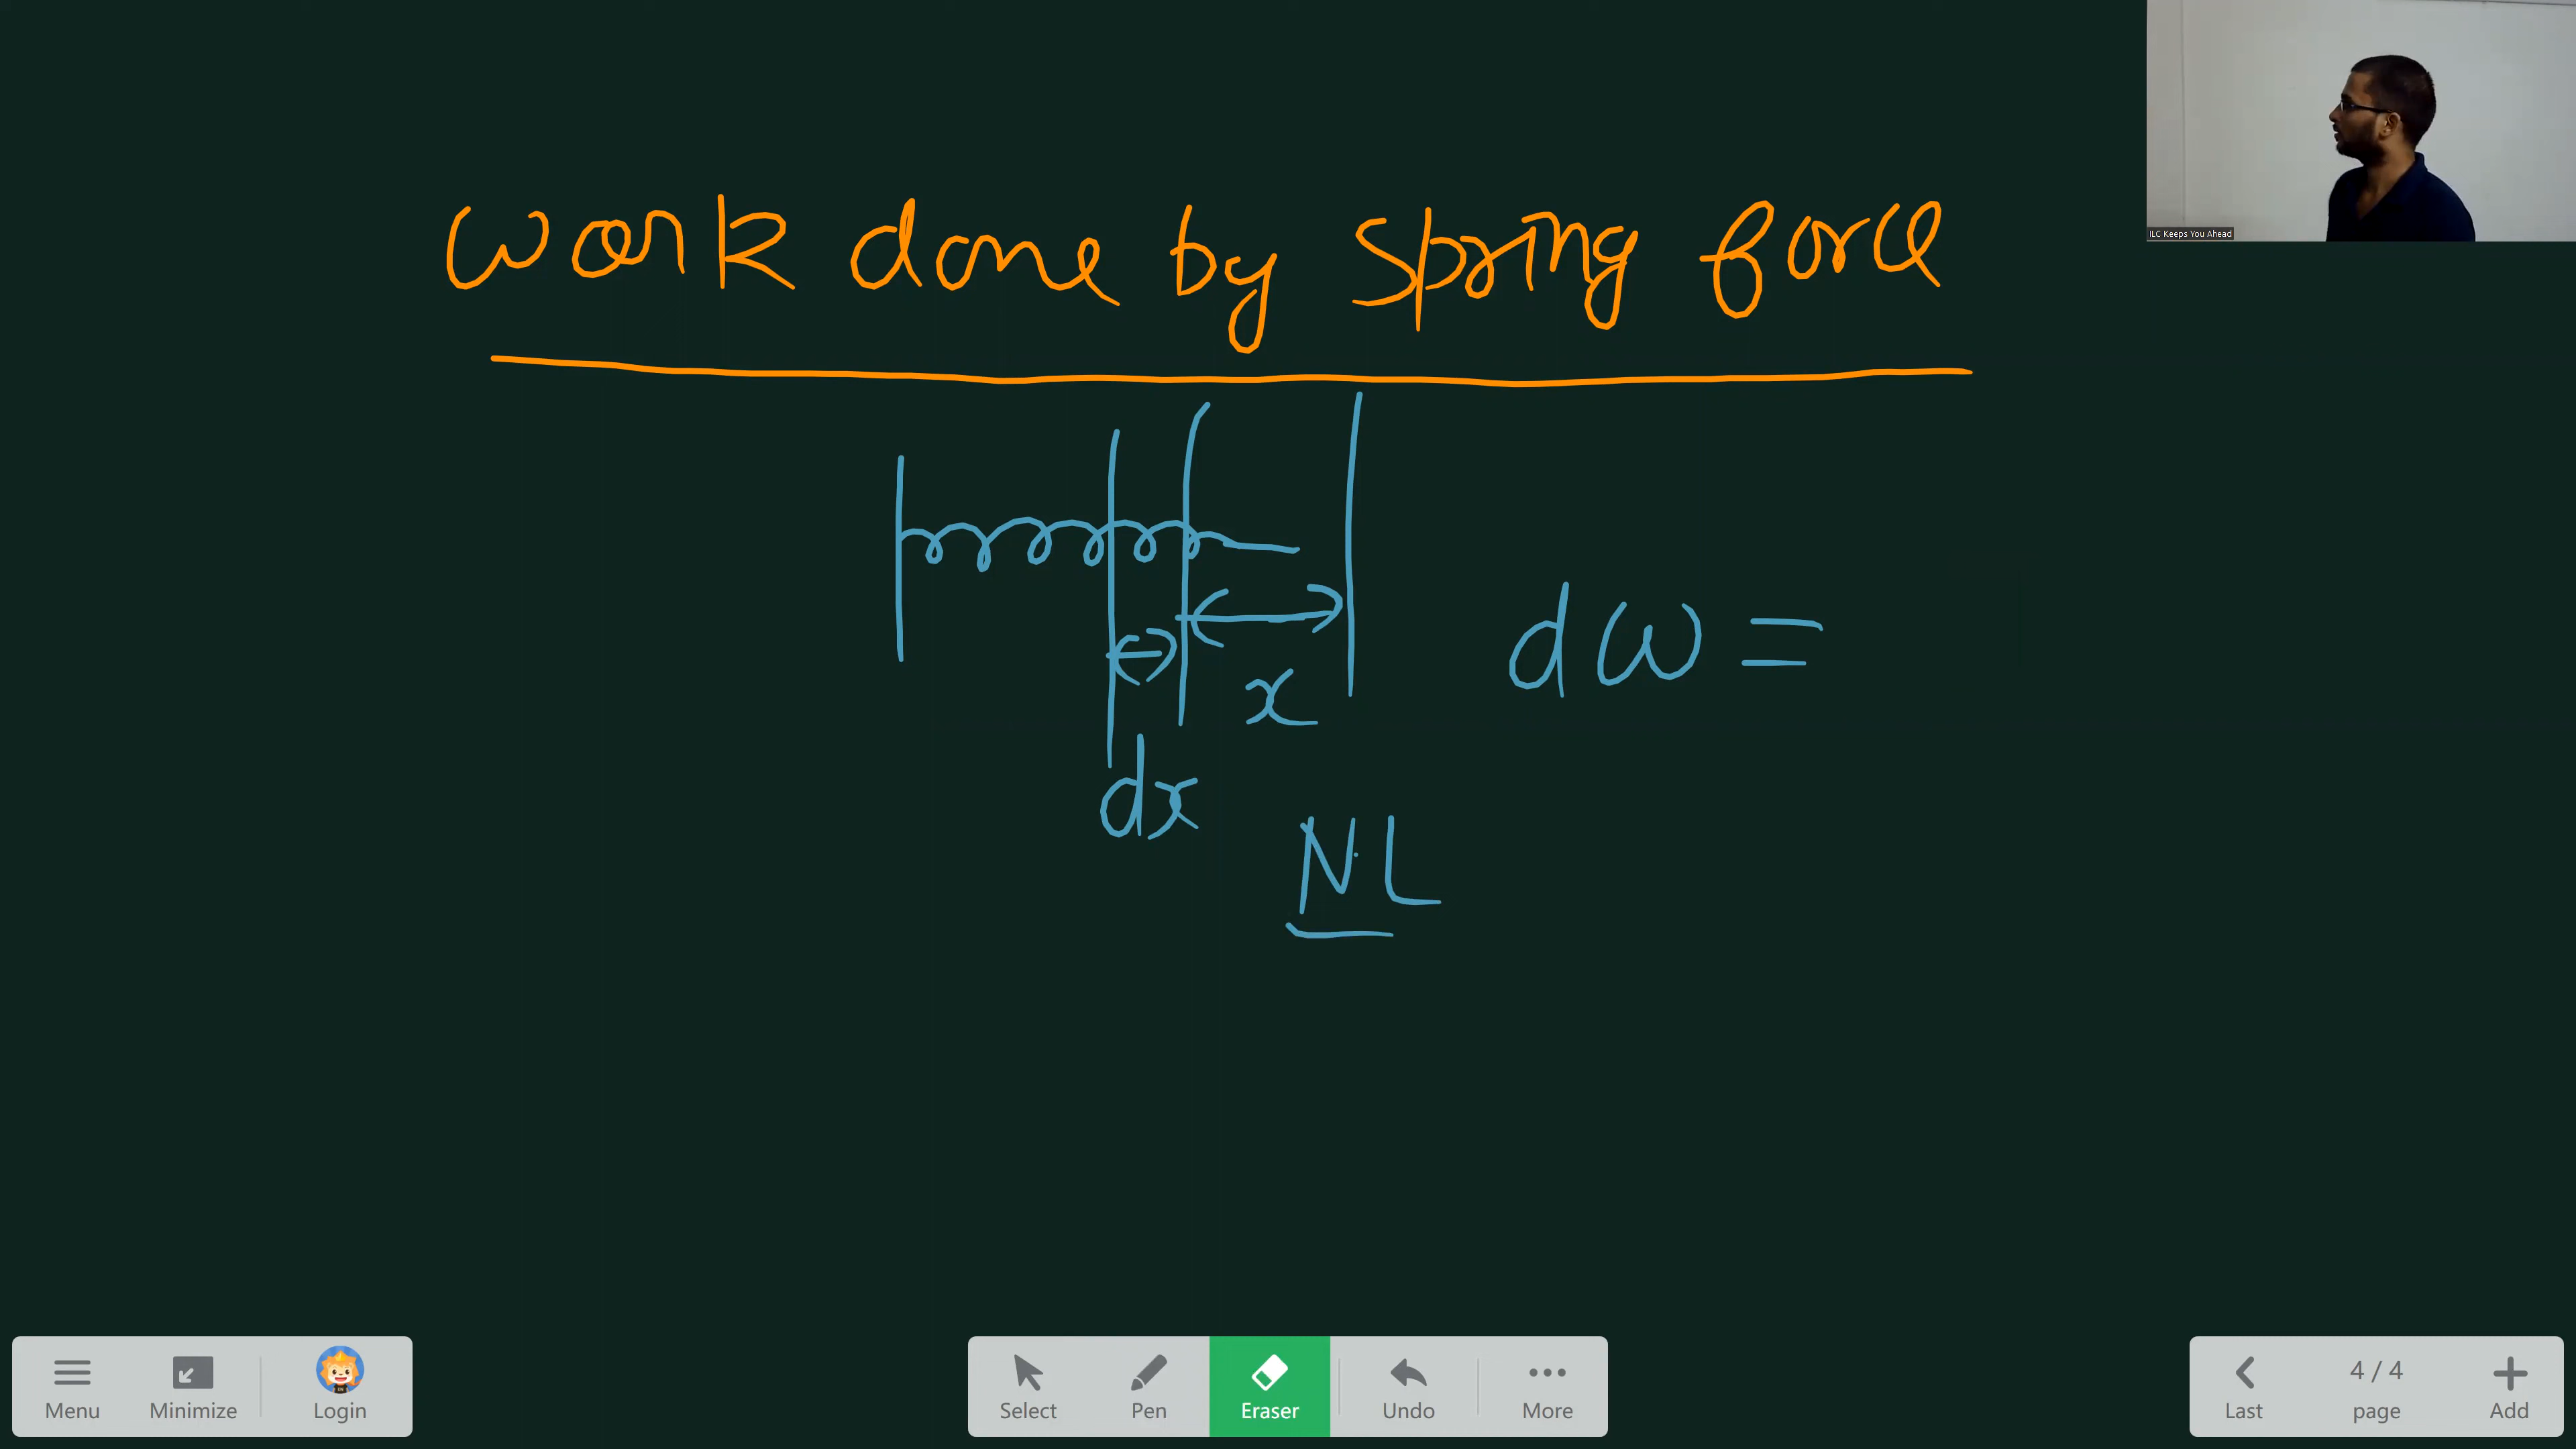 ILC Keeps You Ahead
work done by spring force
x
dw =
dx
N.L
Menu
Minimize
Login
Select
Pen
Eraser
Undo
More
Last
4 / 4
page
Add